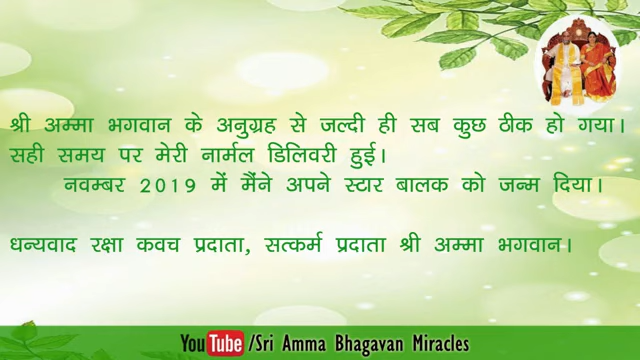 श्री अम्मा भगवान के अनुग्रह से जल्दी ही सब कुछ ठीक हो गया।
सही समय पर मेरी नार्मल डिलिवरी हुई।
नवम्बर 2019 में मैंने अपने स्टार बालक को जन्म दिया।
धन्यवाद रक्षा कवच प्रदाता, सत्कर्म प्रदाता श्री अम्मा भगवान।
YouTube /Sri Amma Bhagavan Miracles